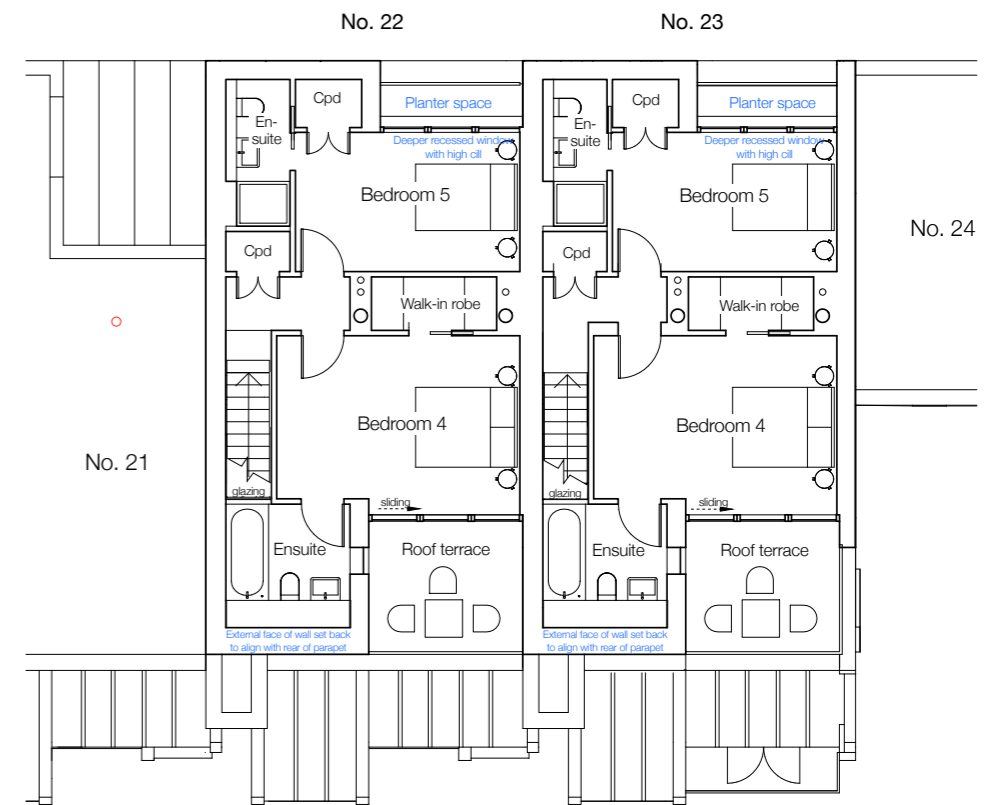 No. 22
No. 23
Cpd
En-
suite
Planter space
Deeper recessed window
with high cill
Bedroom 5
Cpd
Walk-in robe
Bedroom 4
glazing
sliding
Ensuite
Roof terrace
External face of wall set back
to align with rear of parapet
Cpd
En-
suite
Planter space
Deeper recessed window
with high cill
Bedroom 5
Cpd
Walk-in robe
Bedroom 4
glazing
sliding
Ensuite
Roof terrace
External face of wall set back
to align with rear of parapet
No. 24
No. 21